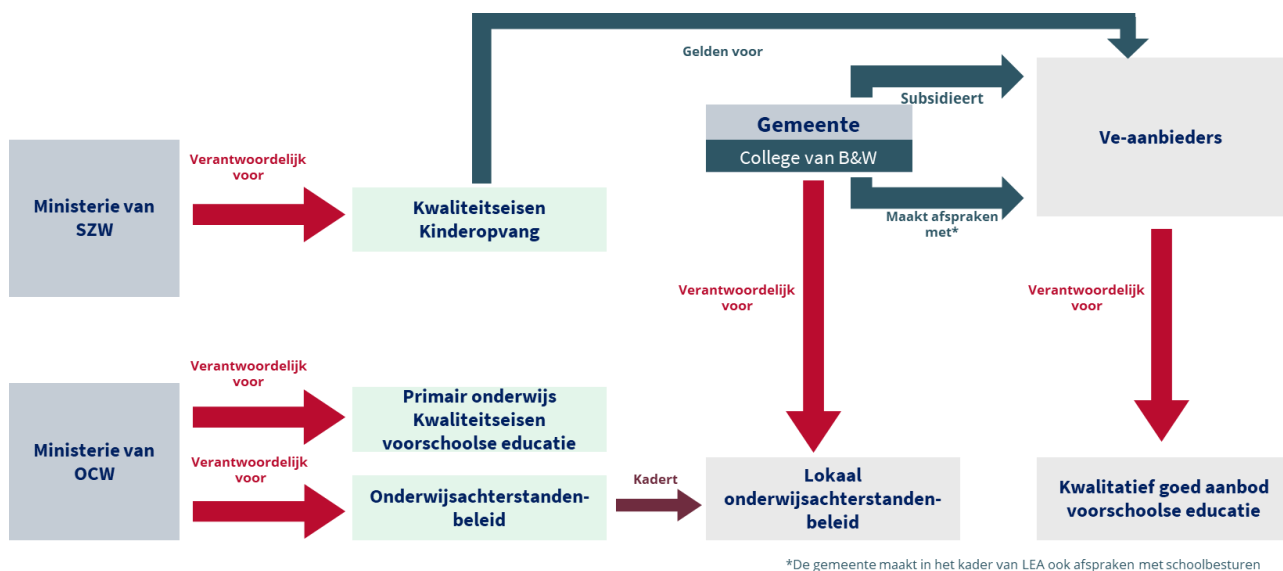 Gelden voor
Subsidieert
Gemeente
College van B&W
Ve-aanbieders
Verantwoordelijk
voor
Ministerie van
SZW
Kwaliteitseisen
Kinderopvang
Maakt afspraken
met*
Verantwoordelijk
voor
Verantwoordelijk
voor
Verantwoordelijk
voor
Ministerie van
OCW
Primair onderwijs
Kwaliteitseisen
voorschoolse educatie
Verantwoordelijk
voor
Onderwijsachterstanden-
beleid
Kadert
Lokaal
onderwijsachterstanden-
beleid
Kwalitatief goed aanbod
voorschoolse educatie
*De gemeente maakt in het kader van LEA ook afspraken met schoolbesturen